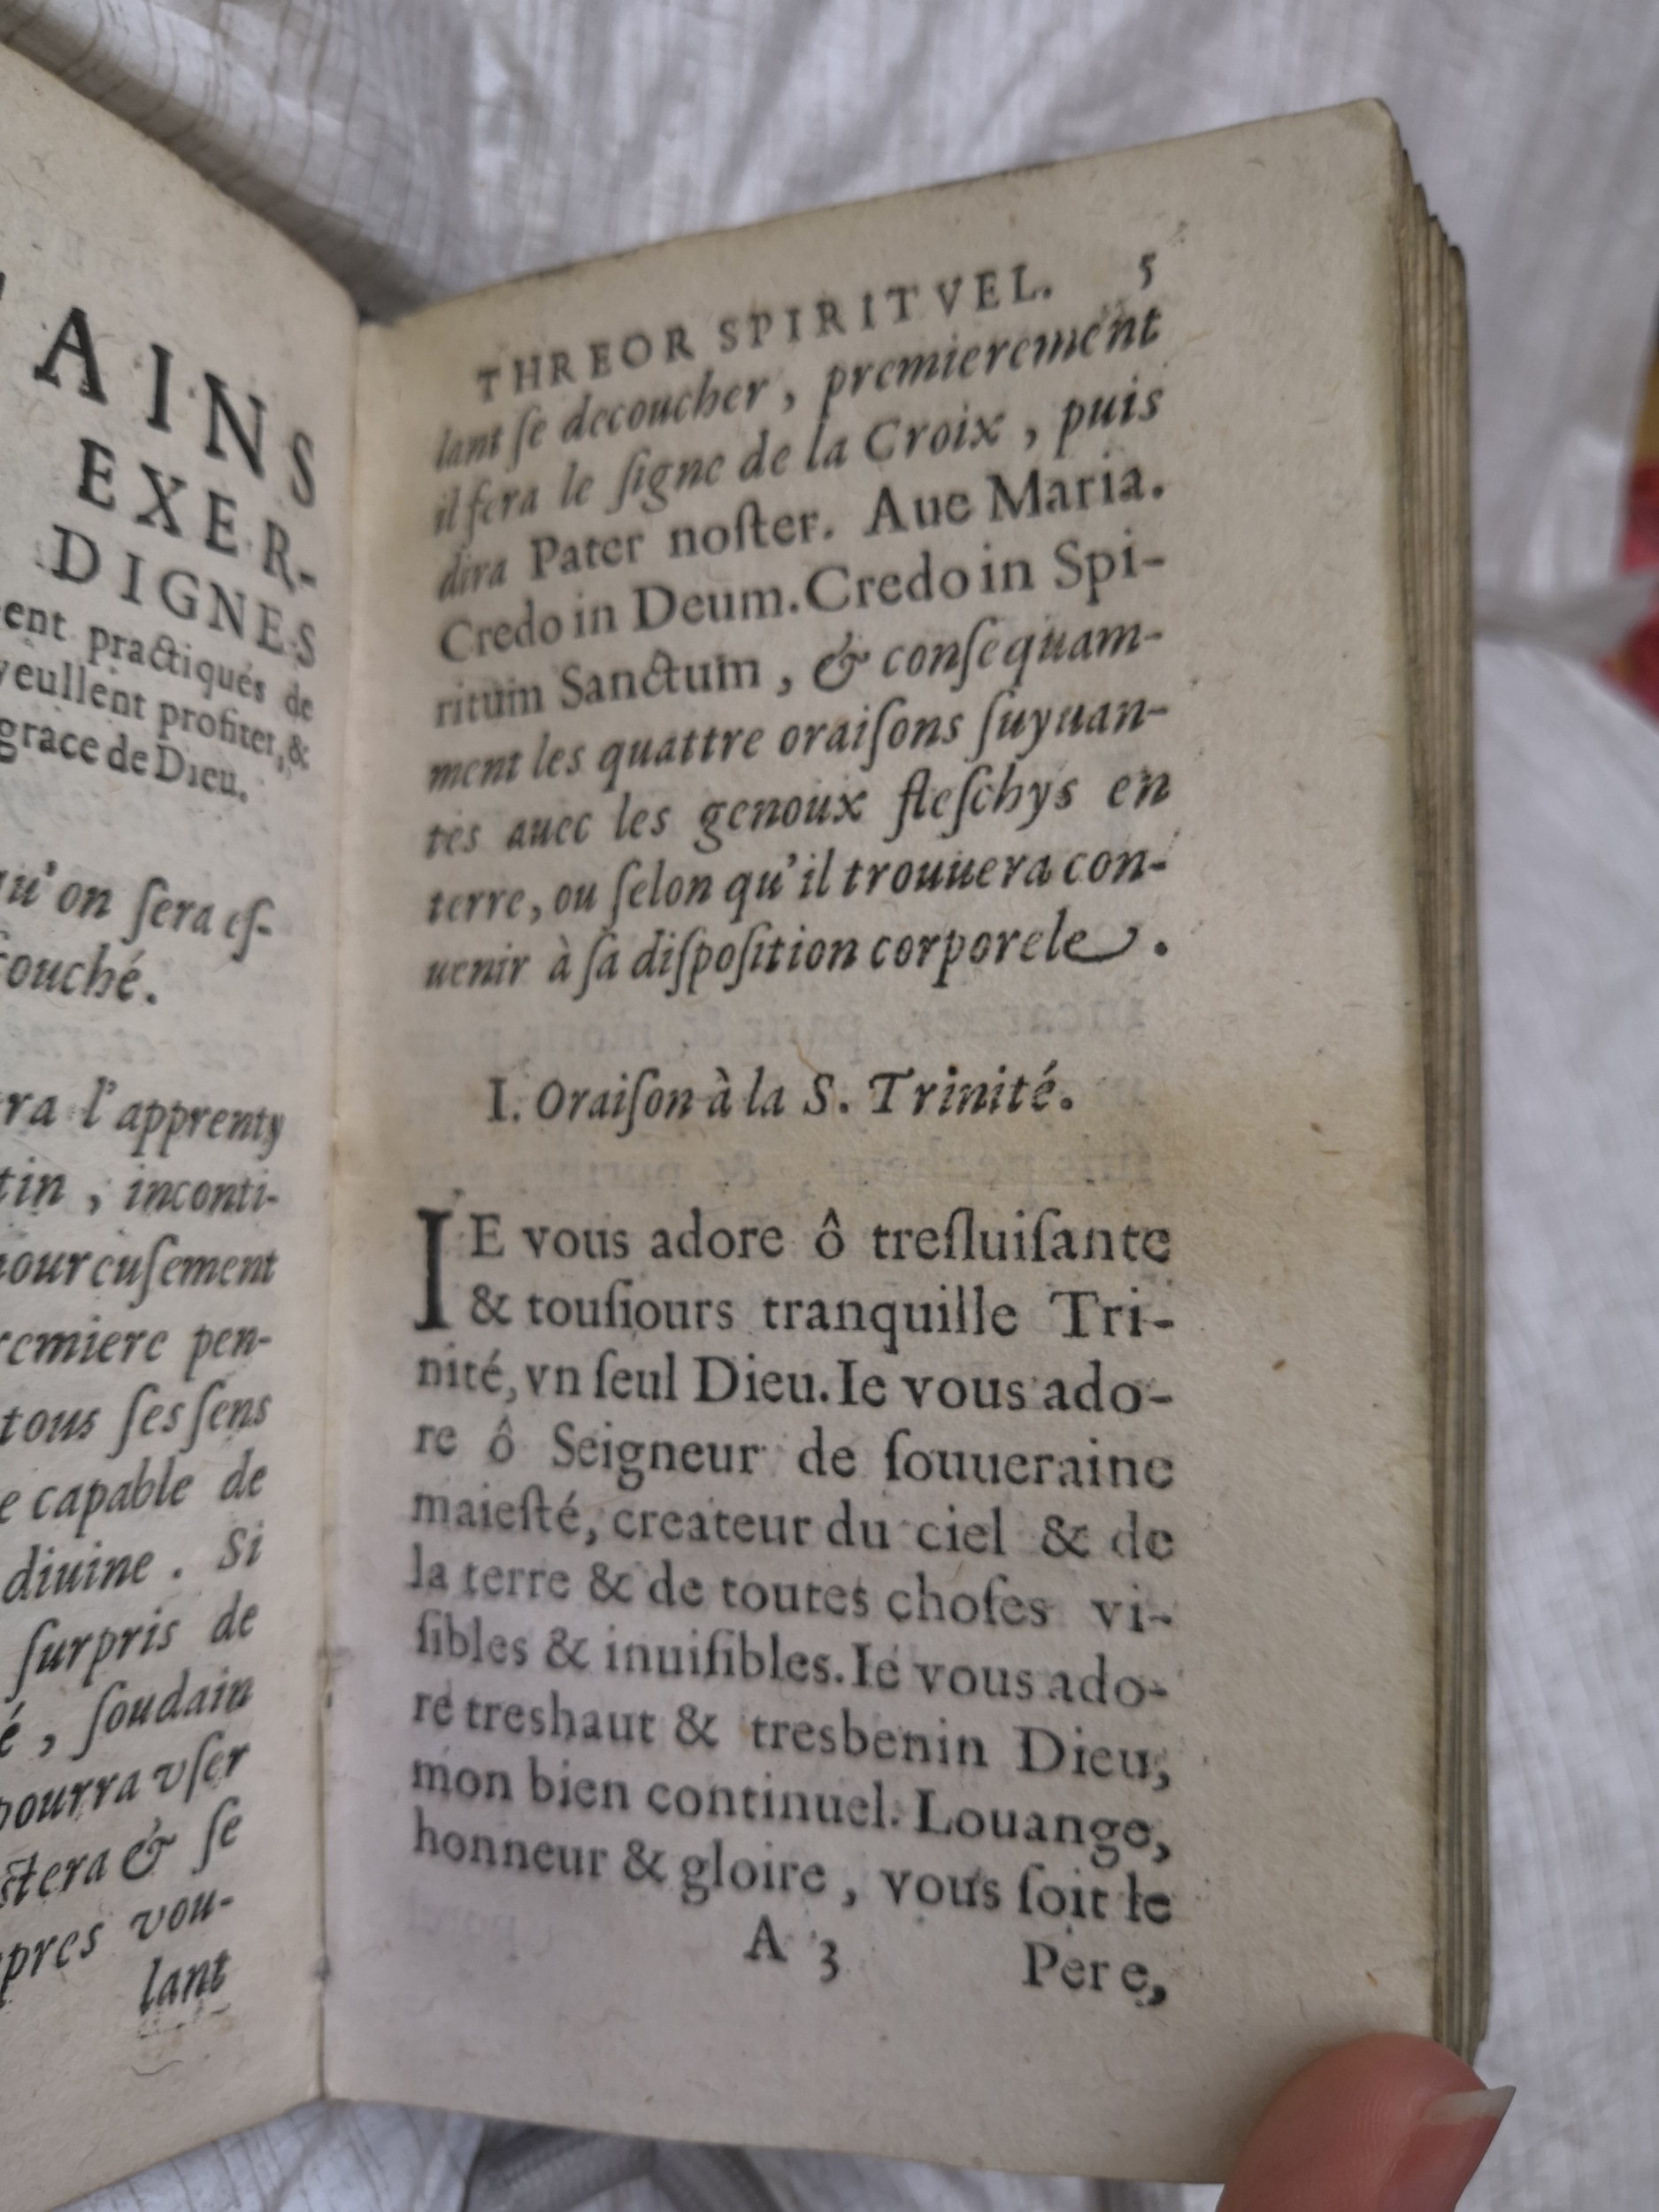 AINS
EXER-
DIGNES
ent practiqués de
veullent profiter, &
grace de Dieu.
qu'on ſera eſ-
couché.
ra l'apprenty
tin , inconti-
oureuſement
remiere pen-
tous ſes ſens
e capable de
diuine . Si
ſurpris de
é , ſoudain
pourra vſer
ſtera & ſe
pres vou-
lant
THREOR SPIRITVEL. 5
lant ſe decoucher , premierement
il fera le ſigne de la Croix , puis
dira Pater noſter. Aue Maria.
Credo in Deum. Credo in Spi-
ritum Sanctum , & conſequam-
ment les quattre oraiſons ſuyuan-
tes auec les genoux fleſchys en
terre, ou ſelon qu'il trouuera con-
uenir à ſa diſpoſition corporele .
I. Oraiſon à la S. Trinité.
IE vous adore ô treſluiſante
& touſiours tranquille Tri-
nité, vn ſeul Dieu. Ie vous ado-
re ô Seigneur de ſouueraine
maieſté, createur du ciel & de
la terre & de toutes choſes vi-
ſibles & inuiſibles. Ie vous ado-
re treshaut & tresbenin Dieu,
mon bien continuel. Louange,
honneur & gloire , vous ſoit le
A 3 Pere,